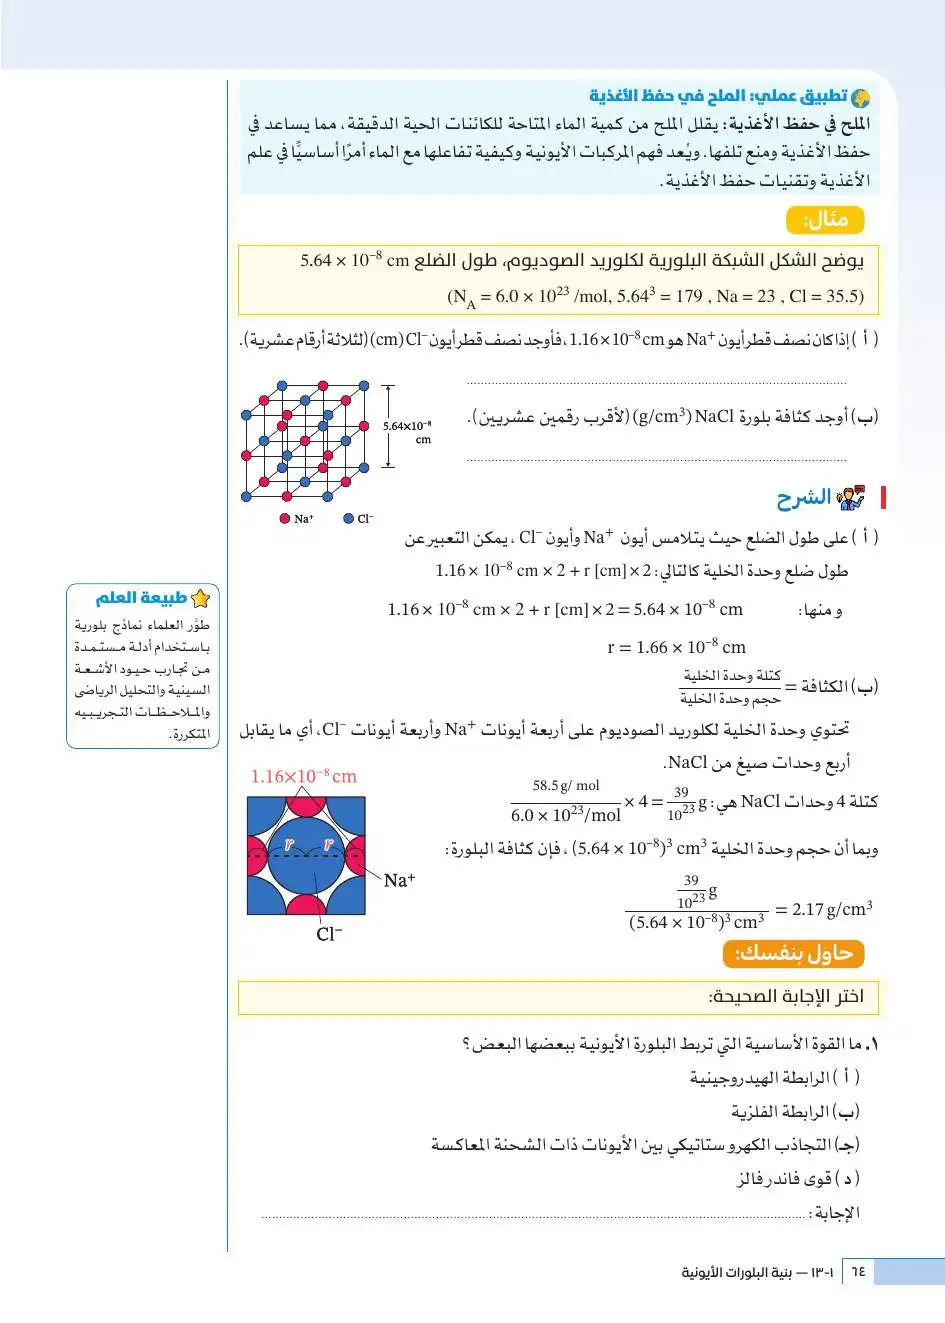 تطبيق عملي: الملح في حفظ الأغذية
الملح في حفظ الأغذية: يقلل الملح من كمية الماء المتاحة للكائنات الحية الدقيقة، مما يساعد في
حفظ الأغذية ومنع تلفها. ويُعد فهم المركبات الأيونية وكيفية تفاعلها مع الماء أمرًا أساسيًّا في علم
الأغذية وتقنيات حفظ الأغذية.
مثال:
يوضح الشكل الشبكة البلورية لكلوريد الصوديوم، طول الضلع 5.64 × 10⁻⁸ cm
(N_A = 6.0 × 10²³ /mol, 5.64³ = 179 , Na = 23 , Cl = 35.5)
( أ ) إذا كان نصف قطر أيون Na⁺ هو 1.16 × 10⁻⁸ cm، فأوجد نصف قطر أيون Cl⁻ (cm) (لثلاثة أرقام عشرية).
(ب) أوجد كثافة بلورة NaCl (g/cm³) (لأقرب رقمين عشريين).
5.64×10⁻⁸
cm
Na⁺ Cl⁻
الشرح
( أ ) على طول الضلع حيث يتلامس أيون Na⁺ وأيون Cl⁻، يمكن التعبير عن
طول ضلع وحدة الخلية كالتالي: 1.16 × 10⁻⁸ cm × 2 + r [cm] × 2
ومنها: 1.16 × 10⁻⁸ cm × 2 + r [cm] × 2 = 5.64 × 10⁻⁸ cm
r = 1.66 × 10⁻⁸ cm
(ب) الكثافة = كتلة وحدة الخلية / حجم وحدة الخلية
تحتوي وحدة الخلية لكلوريد الصوديوم على أربعة أيونات Na⁺ وأربعة أيونات Cl⁻، أي ما يقابل
أربع وحدات صيغ من NaCl.
كتلة 4 وحدات NaCl هي: 58.5 g/ mol / 6.0 × 10²³/mol × 4 = 39 / 10²³ g
وبما أن حجم وحدة الخلية (5.64 × 10⁻⁸)³ cm³، فإن كثافة البلورة:
39 / 10²³ g / (5.64 × 10⁻⁸)³ cm³ = 2.17 g/cm³
1.16×10⁻⁸ cm
r r
Na⁺
Cl⁻
طبيعة العلم
طوَّر العلماء نماذج بلورية
باستخدام أدلة مستمدة
من تجارب حيود الأشعة
السينية والتحليل الرياضى
والملاحظات التجريبيه
المتكررة.
حاول بنفسك:
اختر الإجابة الصحيحة:
١. ما القوة الأساسية التي تربط البلورة الأيونية ببعضها البعض؟
( أ ) الرابطة الهيدروجينية
(ب) الرابطة الفلزية
(جـ) التجاذب الكهروستاتيكي بين الأيونات ذات الشحنة المعاكسة
( د ) قوى فاندرفالز
الإجابة:
٦٤ ١-١٣ — بنية البلورات الأيونية